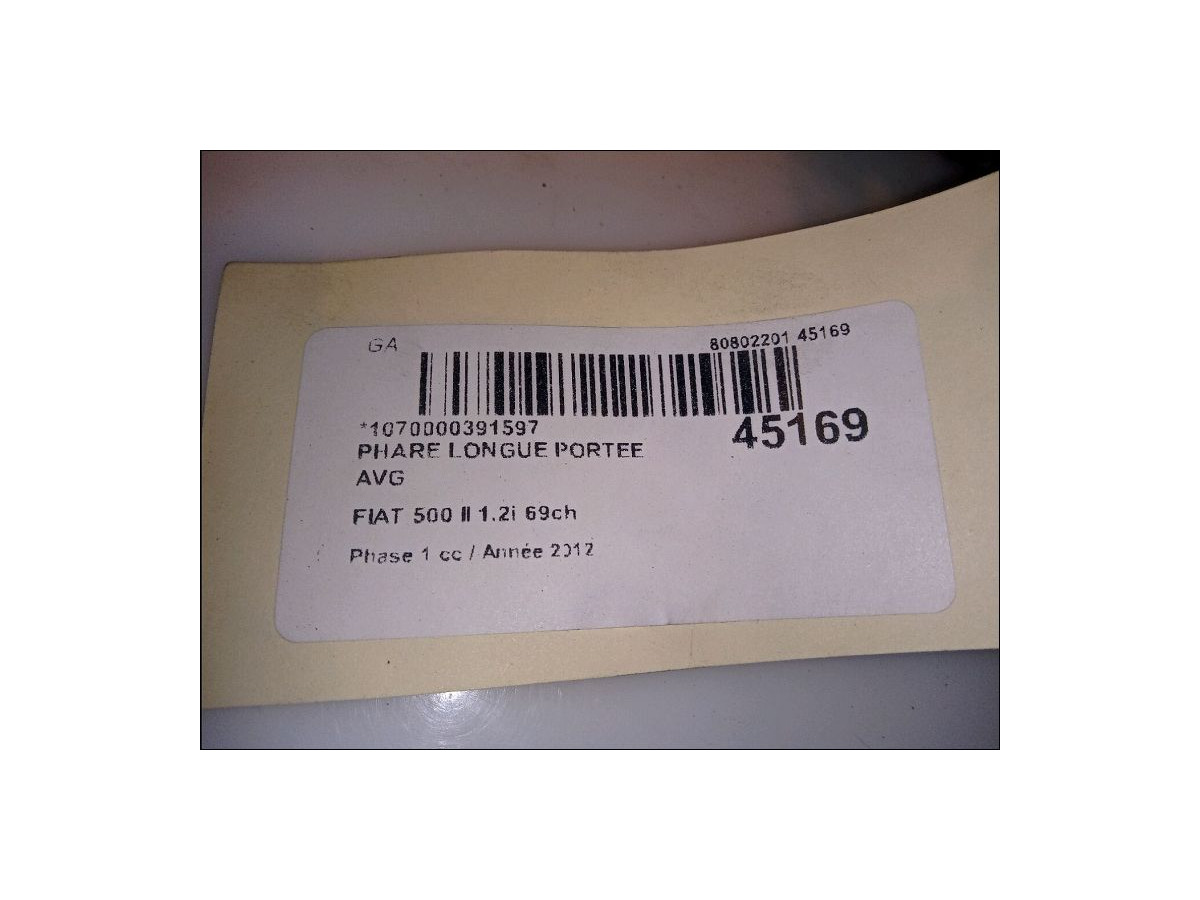 GA 80802201 45169
*1070000391597
45169
PHARE LONGUE PORTEE
AVG
FIAT 500 II 1.2i 69ch
Phase 1 cc / Année 2012